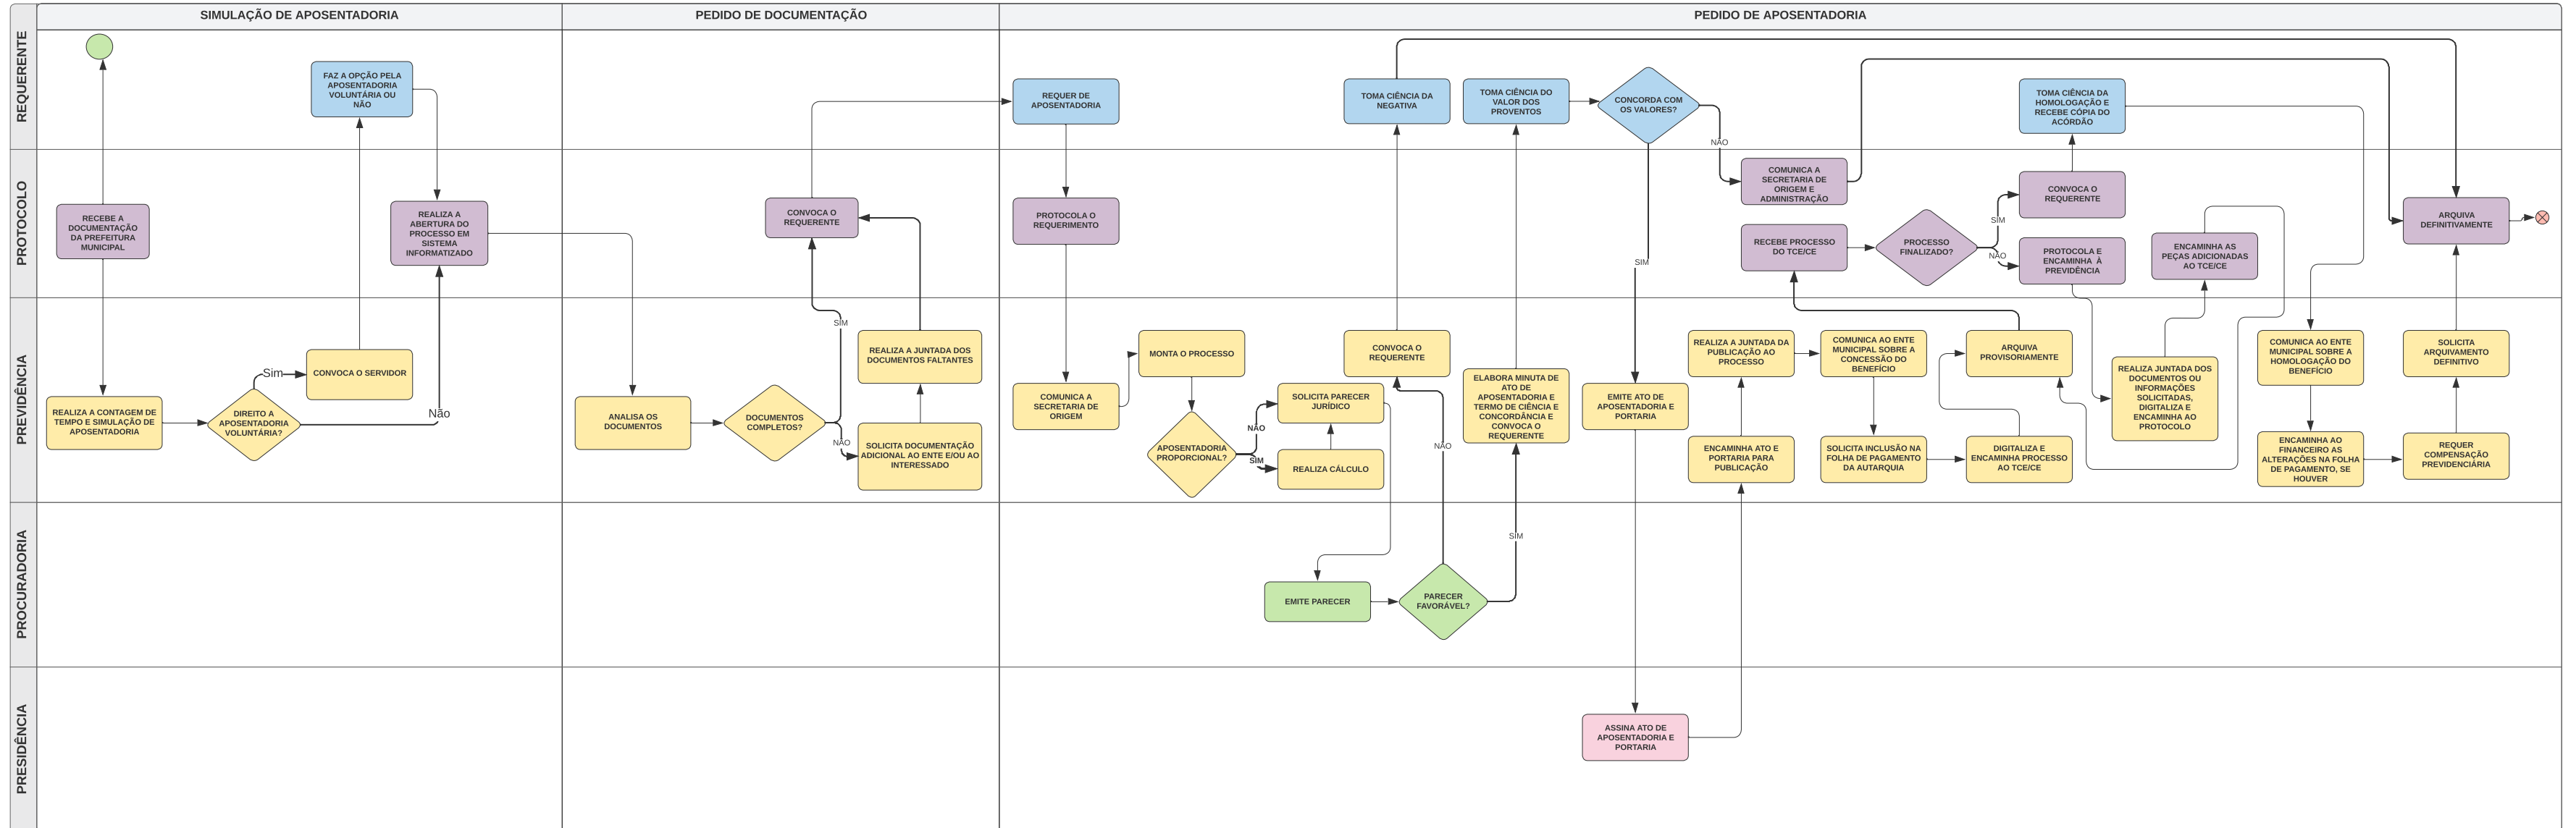 SIMULAÇÃO DE APOSENTADORIA
PEDIDO DE DOCUMENTAÇÃO
PEDIDO DE APOSENTADORIA
REQUERENTE
FAZ A OPÇÃO PELA
APOSENTADORIA
VOLUNTÁRIA OU
NÃO
REQUER DE
APOSENTADORIA
TOMA CIÊNCIA DA
NEGATIVA
TOMA CIÊNCIA DO
VALOR DOS
PROVENTOS
CONCORDA COM
OS VALORES?
NÃO
SIM
TOMA CIÊNCIA DA
HOMOLOGAÇÃO E
RECEBE CÓPIA DO
ACÓRDÃO
PROTOCOLO
RECEBE A
DOCUMENTAÇÃO
DA PREFEITURA
MUNICIPAL
REALIZA A
ABERTURA DO
PROCESSO EM
SISTEMA
INFORMATIZADO
CONVOCA O
REQUERENTE
PROTOCOLA O
REQUERIMENTO
COMUNICA A
SECRETARIA DE
ORIGEM E
ADMINISTRAÇÃO
RECEBE PROCESSO
DO TCE/CE
PROCESSO
FINALIZADO?
SIM
NÃO
CONVOCA O
REQUERENTE
PROTOCOLA E
ENCAMINHA À
PREVIDÊNCIA
ENCAMINHA AS
PEÇAS ADICIONADAS
AO TCE/CE
ARQUIVA
DEFINITIVAMENTE
PREVIDÊNCIA
REALIZA A CONTAGEM DE
TEMPO E SIMULAÇÃO DE
APOSENTADORIA
DIREITO A
APOSENTADORIA
VOLUNTÁRIA?
Sim
Não
CONVOCA O SERVIDOR
ANALISA OS
DOCUMENTOS
DOCUMENTOS
COMPLETOS?
SIM
NÃO
REALIZA A JUNTADA DOS
DOCUMENTOS FALTANTES
SOLICITA DOCUMENTAÇÃO
ADICIONAL AO ENTE E/OU AO
INTERESSADO
COMUNICA A
SECRETARIA DE
ORIGEM
MONTA O PROCESSO
APOSENTADORIA
PROPORCIONAL?
NÃO
SIM
SOLICITA PARECER
JURÍDICO
REALIZA CÁLCULO
CONVOCA O
REQUERENTE
NÃO
ELABORA MINUTA DE
ATO DE
APOSENTADORIA E
TERMO DE CIÊNCIA E
CONCORDÂNCIA E
CONVOCA O
REQUERENTE
SIM
EMITE ATO DE
APOSENTADORIA E
PORTARIA
REALIZA A JUNTADA DA
PUBLICAÇÃO AO
PROCESSO
ENCAMINHA ATO E
PORTARIA PARA
PUBLICAÇÃO
COMUNICA AO ENTE
MUNICIPAL SOBRE A
CONCESSÃO DO
BENEFÍCIO
SOLICITA INCLUSÃO NA
FOLHA DE PAGAMENTO
DA AUTARQUIA
ARQUIVA
PROVISORIAMENTE
DIGITALIZA E
ENCAMINHA PROCESSO
AO TCE/CE
REALIZA JUNTADA DOS
DOCUMENTOS OU
INFORMAÇÕES
SOLICITADAS,
DIGITALIZA E
ENCAMINHA AO
PROTOCOLO
COMUNICA AO ENTE
MUNICIPAL SOBRE A
HOMOLOGAÇÃO DO
BENEFÍCIO
ENCAMINHA AO
FINANCEIRO AS
ALTERAÇÕES NA FOLHA
DE PAGAMENTO, SE
HOUVER
SOLICITA
ARQUIVAMENTO
DEFINITIVO
REQUER
COMPENSAÇÃO
PREVIDENCIÁRIA
PROCURADORIA
EMITE PARECER
PARECER
FAVORÁVEL?
PRESIDÊNCIA
ASSINA ATO DE
APOSENTADORIA E
PORTARIA